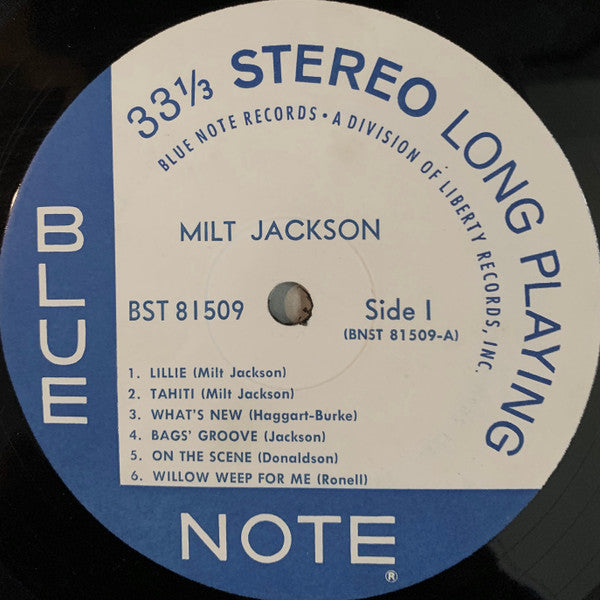 33⅓ STEREO LONG PLAYING
BLUE NOTE RECORDS • A DIVISION OF LIBERTY RECORDS, INC.
MILT JACKSON
BST 81509
Side I
(BNST 81509-A)
1. LILLIE (Milt Jackson)
2. TAHITI (Milt Jackson)
3. WHAT'S NEW (Haggart-Burke)
4. BAGS' GROOVE (Jackson)
5. ON THE SCENE (Donaldson)
6. WILLOW WEEP FOR ME (Ronell)
BLUE
NOTE
®